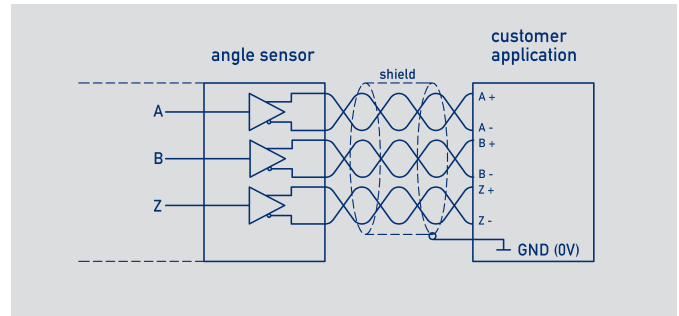 customer
application
angle sensor
shield
A
A +
A -
B
B +
B -
Z
Z +
Z -
GND (0V)